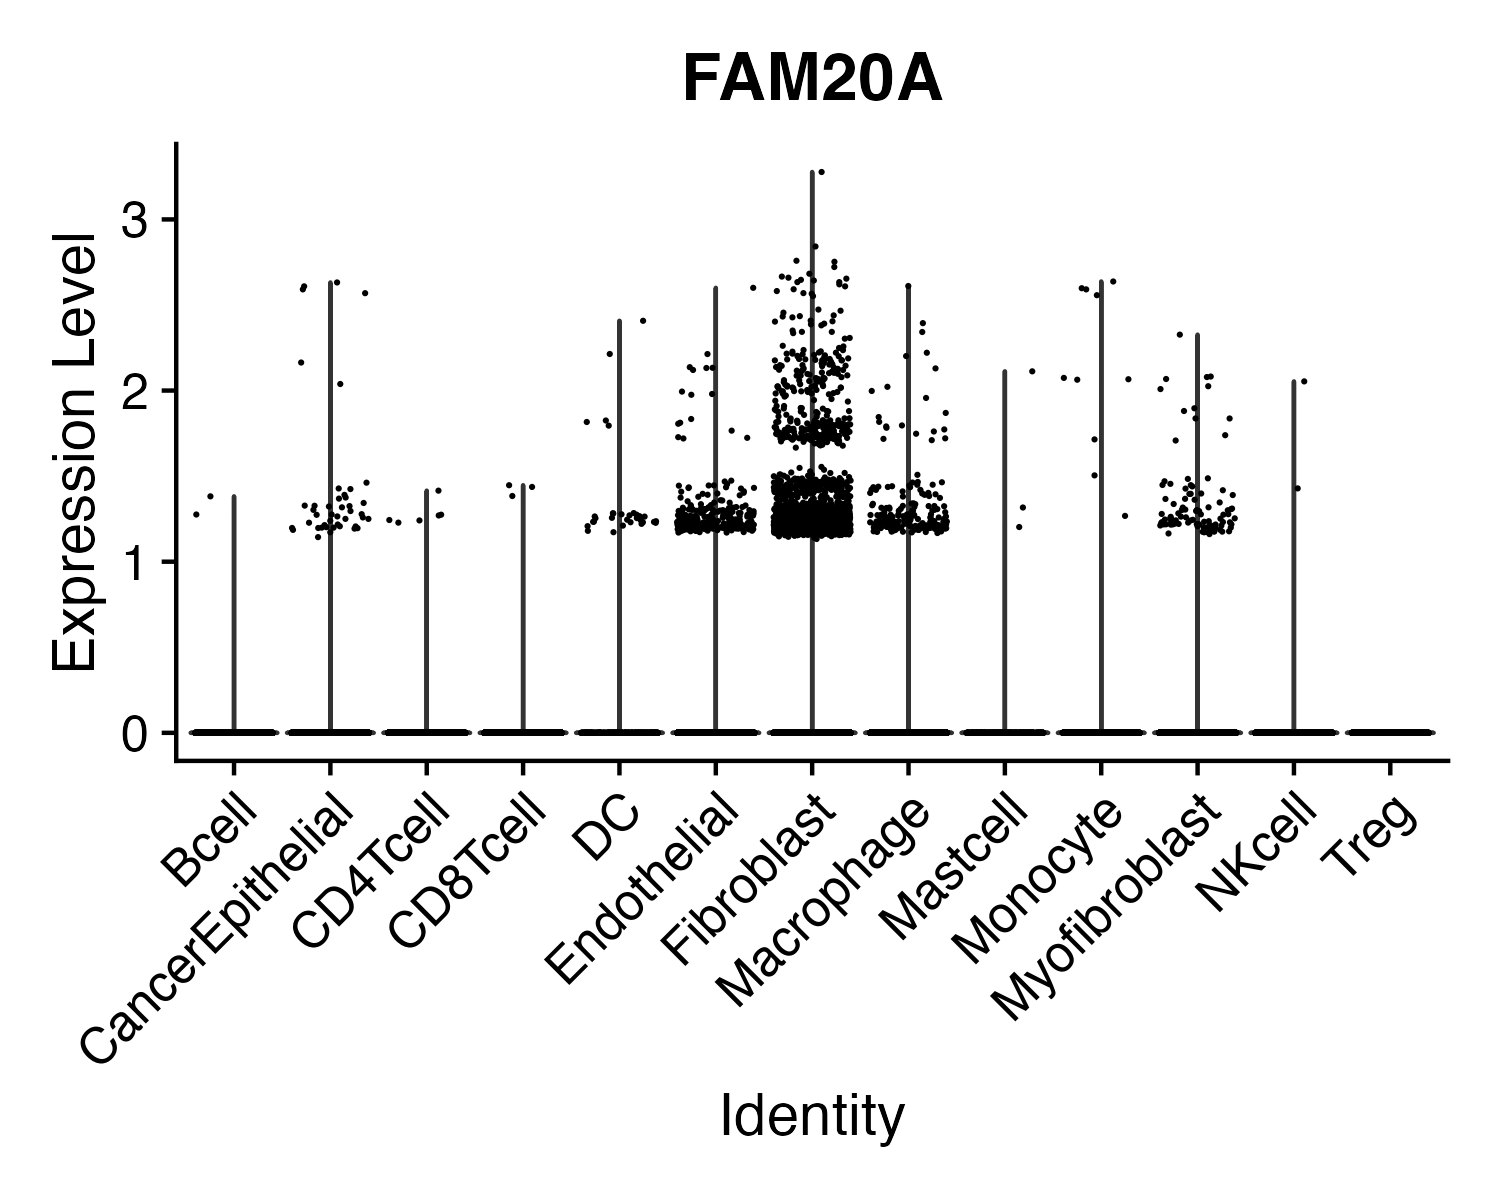 FAM20A
Expression Level
3
2
1
0
Bcell
CancerEpithelial
CD4Tcell
CD8Tcell
DC
Endothelial
Fibroblast
Macrophage
Mastcell
Monocyte
Myofibroblast
NKcell
Treg
Identity